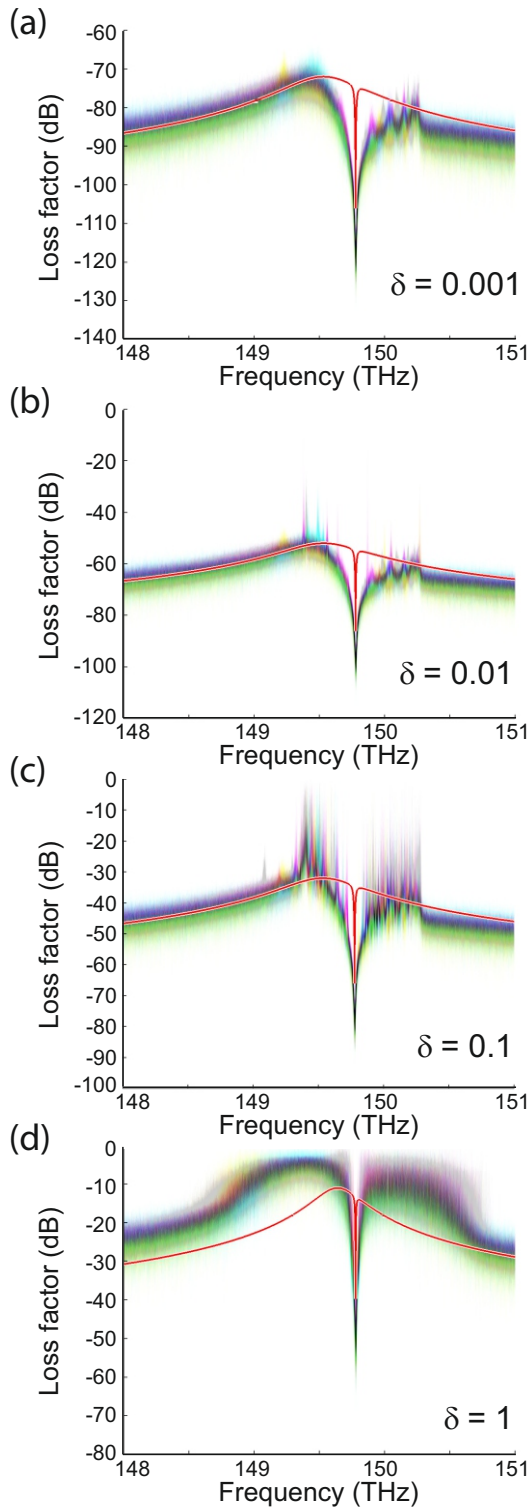 (a)
-60
-70
-80
-90
-100
-110
-120
-130
-140
Loss factor (dB)
δ = 0.001
148 149 150 151
Frequency (THz)
(b)
0
-20
-40
-60
-80
-100
-120
Loss factor (dB)
δ = 0.01
148 149 150 151
Frequency (THz)
(c)
0
-10
-20
-30
-40
-50
-60
-70
-80
-90
-100
Loss factor (dB)
δ = 0.1
148 149 150 151
Frequency (THz)
(d)
0
-10
-20
-30
-40
-50
-60
-70
-80
Loss factor (dB)
δ = 1
148 149 150 151
Frequency (THz)